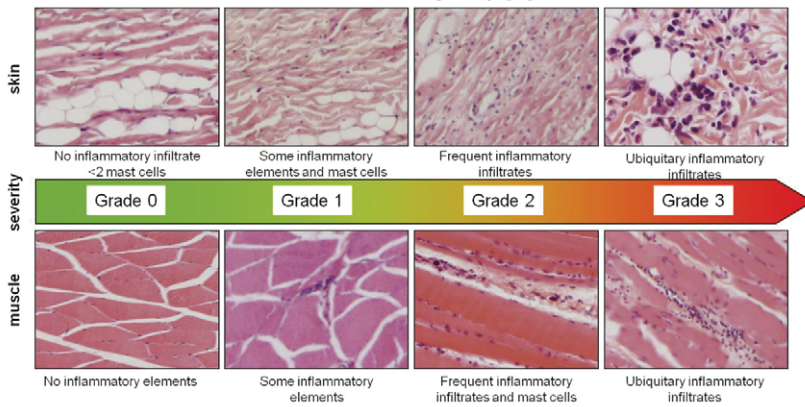 skin
No inflammatory infiltrate
<2 mast cells
Some inflammatory
elements and mast cells
Frequent inflammatory
infiltrates
Ubiquitary inflammatory
infiltrates
severity
Grade 0
Grade 1
Grade 2
Grade 3
muscle
No inflammatory elements
Some inflammatory
elements
Frequent inflammatory
infiltrates and mast cells
Ubiquitary inflammatory
infiltrates